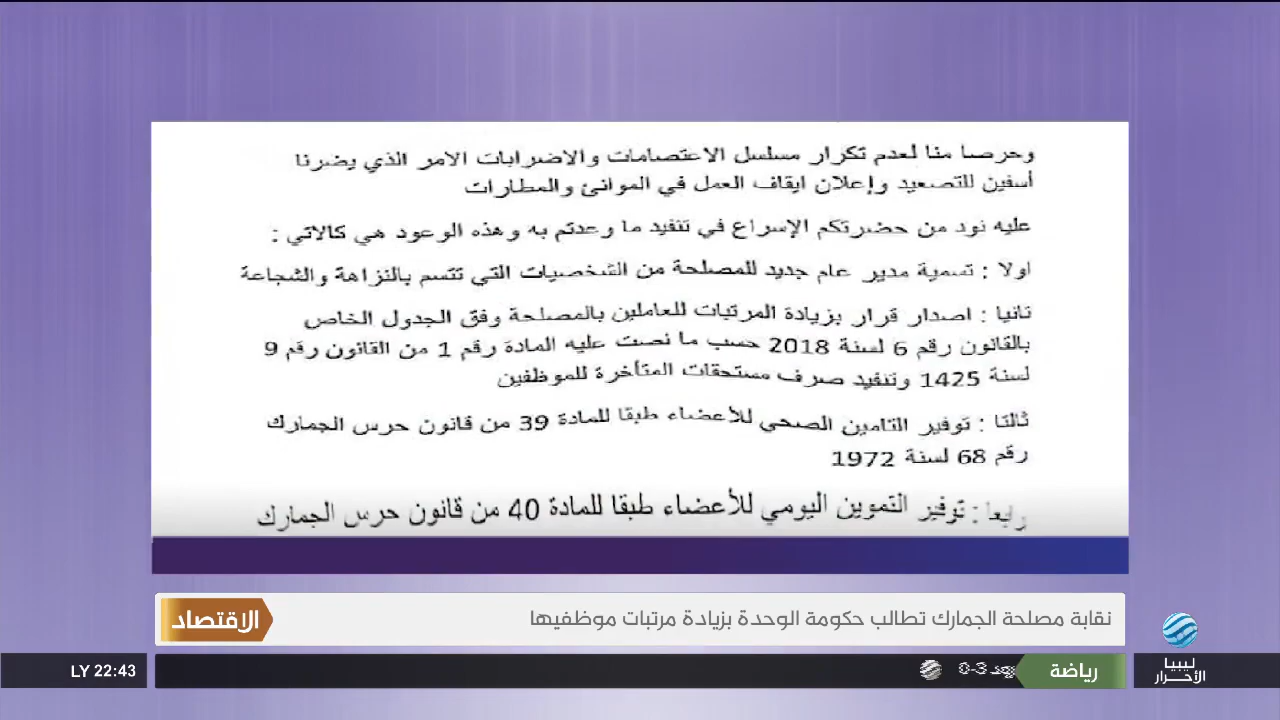 وحرصا منا لعدم تكرار مسلسل الاعتصامات والاضرابات الامر الذي يضرنا
أسفين للتصعيد وإعلان ايقاف العمل في الموانئ والمطارات
عليه نود من حضرتكم الإسراع في تنفيد ما وعدتم به وهذه الوعود هي كالاتي :
اولا : تسمية مدير عام جديد للمصلحة من الشخصيات التي تتسم بالنزاهة والشجاعة
تانيا : اصدار قرار بزيادة المرتبات للعاملين بالمصلحة وفق الجدول الخاص
بالقانون رقم 6 لسنة 2018 حسب ما نصت عليه المادة رقم 1 من القانون رقم 9
لسنة 1425 وتنفيد صرف مستحقات المتأخرة للموظفين
ثالتا : توفير التامين الصحي للأعضاء طبقا للمادة 39 من قانون حرس الجمارك
رقم 68 لسنة 1972
رابعا : توفير التموين اليومي للأعضاء طبقا للمادة 40 من قانون حرس الجمارك
نقابة مصلحة الجمارك تطالب حكومة الوحدة بزيادة مرتبات موظفيها
الاقتصاد
رياضة
0-3
LY 22:43
ليبيا
الأحرار